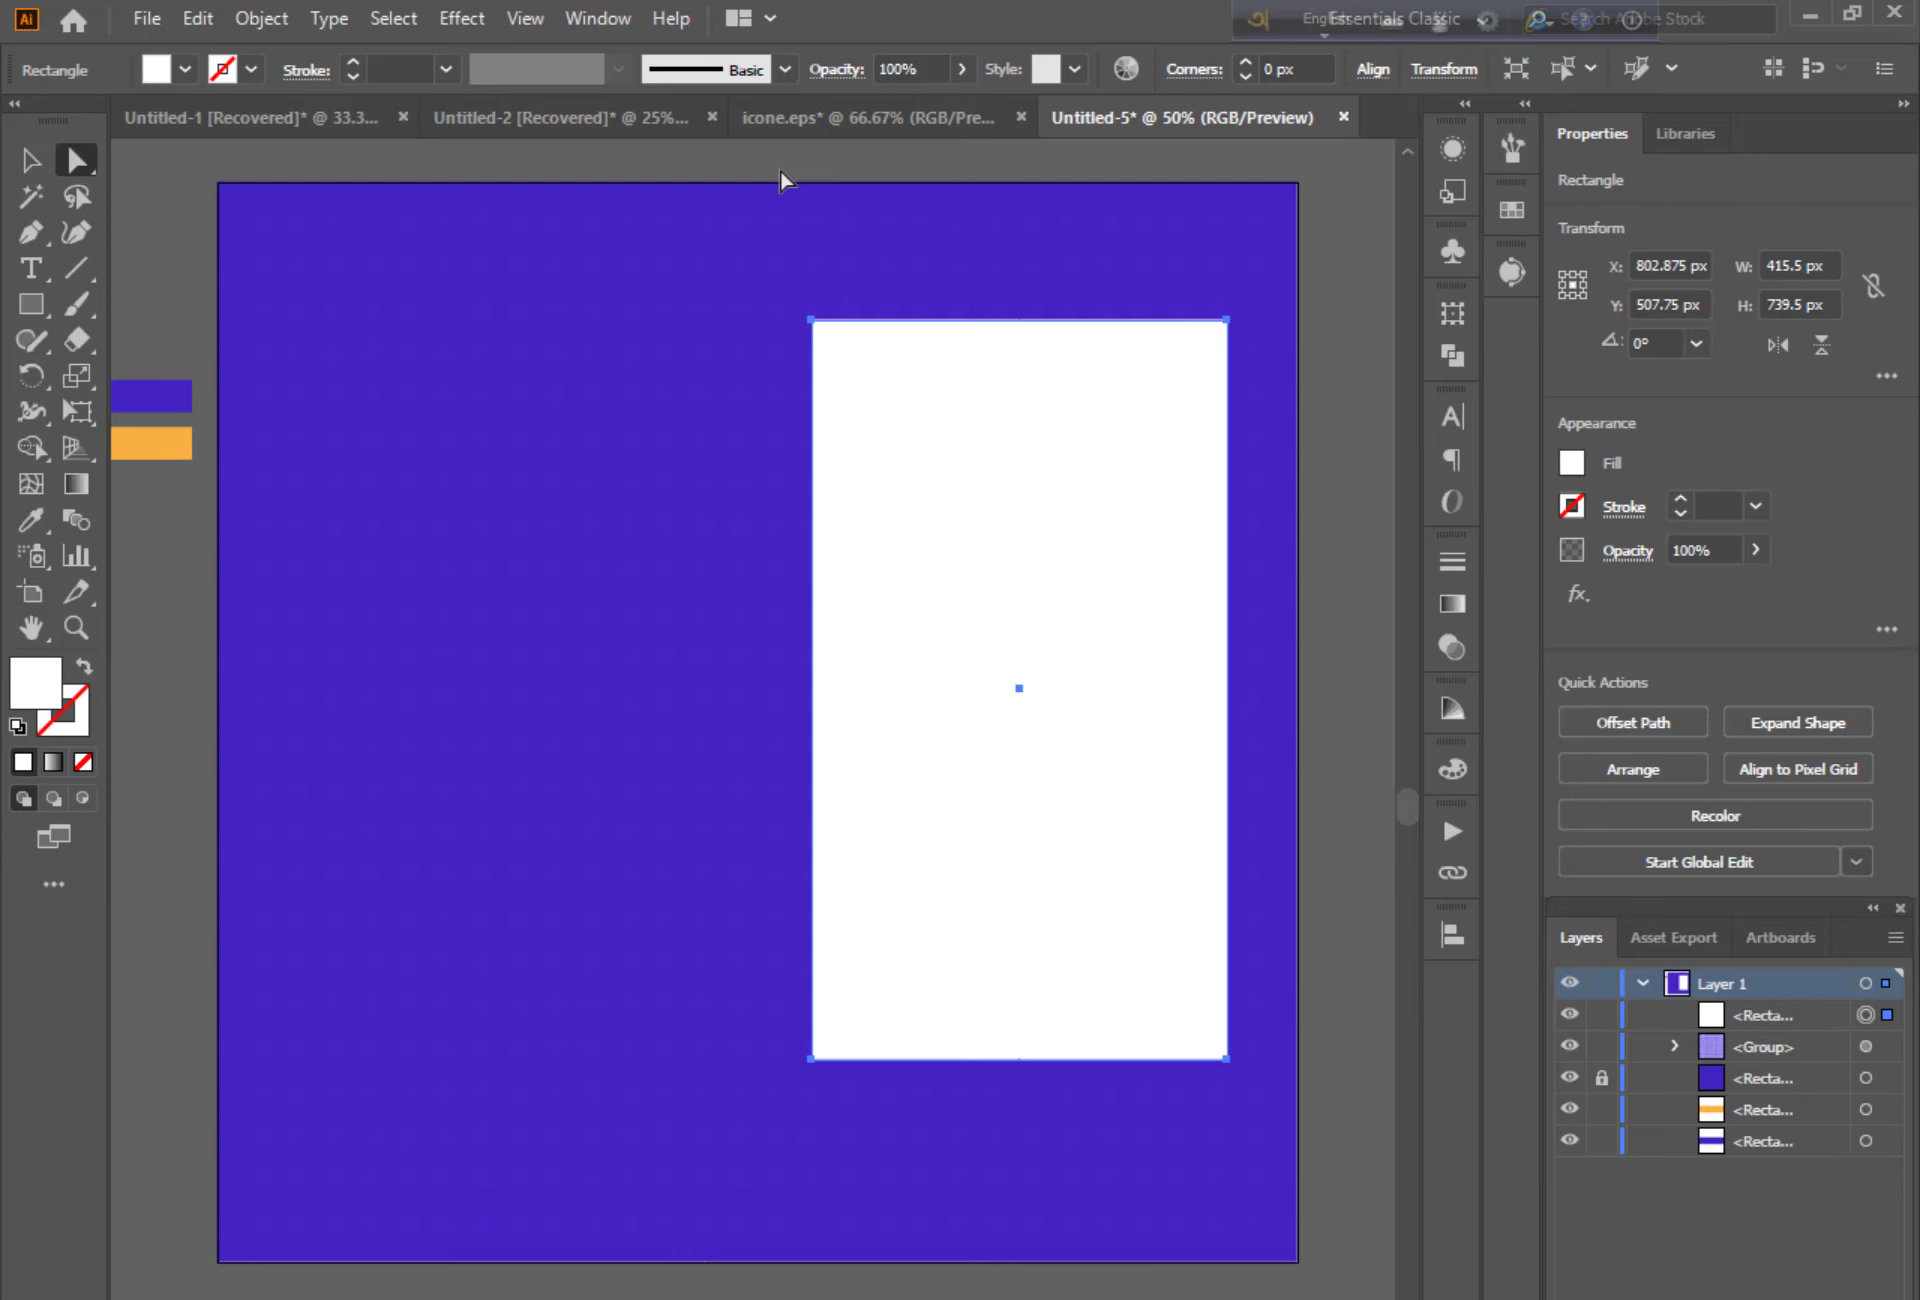 Ai File Edit Object Type Select Effect View Window Help Essentials Classic Search Adobe Stock
Rectangle Stroke: Basic Opacity: 100% Style: Corners: 0 px Align Transform
Untitled-1 [Recovered]* @ 33.3... × Untitled-2 [Recovered]* @ 25%... × icone.eps* @ 66.67% (RGB/Pre... × Untitled-5* @ 50% (RGB/Preview) ×
Properties Libraries
Rectangle
Transform
X: 802.875 px W: 415.5 px
Y: 507.75 px H: 739.5 px
0°
Appearance
Fill
Stroke
Opacity 100%
fx.
Quick Actions
Offset Path Expand Shape
Arrange Align to Pixel Grid
Recolor
Start Global Edit
Layers Asset Export Artboards
Layer 1
<Recta...
<Group>
<Recta...
<Recta...
<Recta...